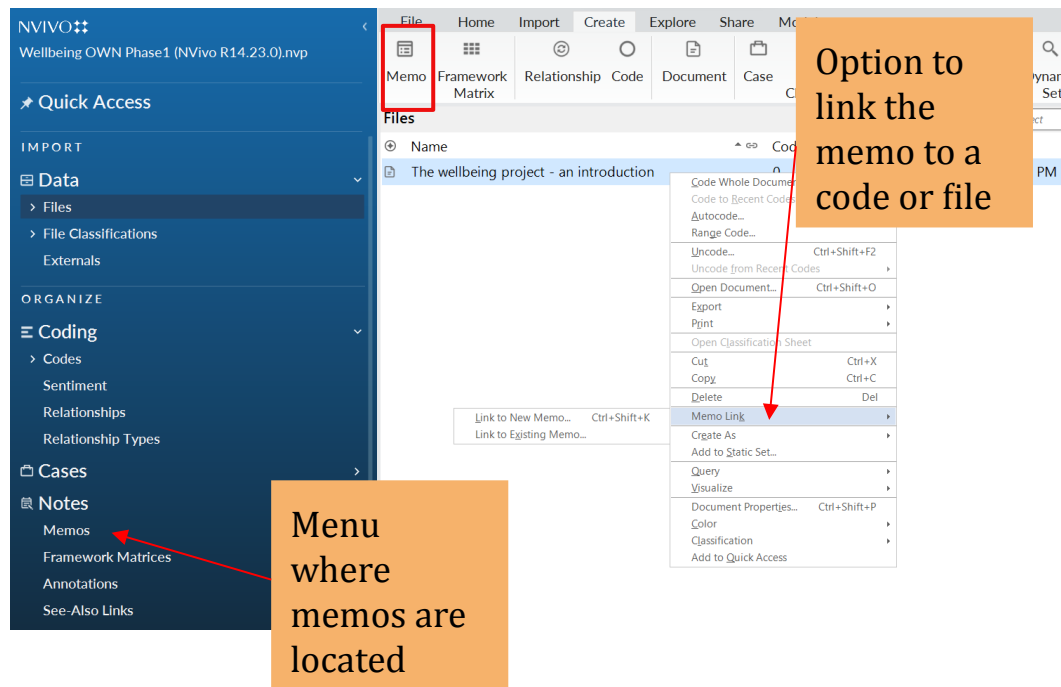 NVIVO
Wellbeing OWN Phase1 (NVivo R14.23.0).nvp
Quick Access
IMPORT
Data
Files
File Classifications
Externals
ORGANIZE
Coding
Codes
Sentiment
Relationships
Relationship Types
Cases
Notes
Memos
Framework Matrices
Annotations
See-Also Links
File Home Import Create Explore Share
Memo Framework Matrix Relationship Code Document Case
Files
Name
The wellbeing project - an introduction 0 PM
Code Whole
Code to Recent Codes
Autocode...
Range Code...
Uncode... Ctrl+Shift+F2
Uncode from Recent Codes
Open Document... Ctrl+Shift+O
Export
Print
Open Classification Sheet
Cut Ctrl+X
Copy Ctrl+C
Delete Del
Memo Link
Create As
Add to Static Set...
Query
Visualize
Document Properties... Ctrl+Shift+P
Color
Classification
Add to Quick Access
Link to New Memo... Ctrl+Shift+K
Link to Existing Memo...
Option to
link the
memo to a
code or file
Menu
where
memos are
located